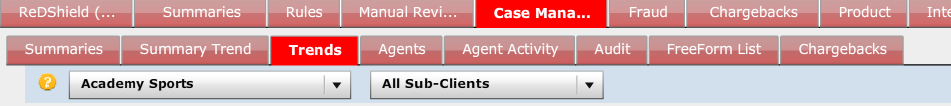 ReDShield (... Summaries Rules Manual Revi... Case Mana... Fraud Chargebacks Product Inte
Summaries Summary Trend Trends Agents Agent Activity Audit FreeForm List Chargebacks
? Academy Sports All Sub-Clients